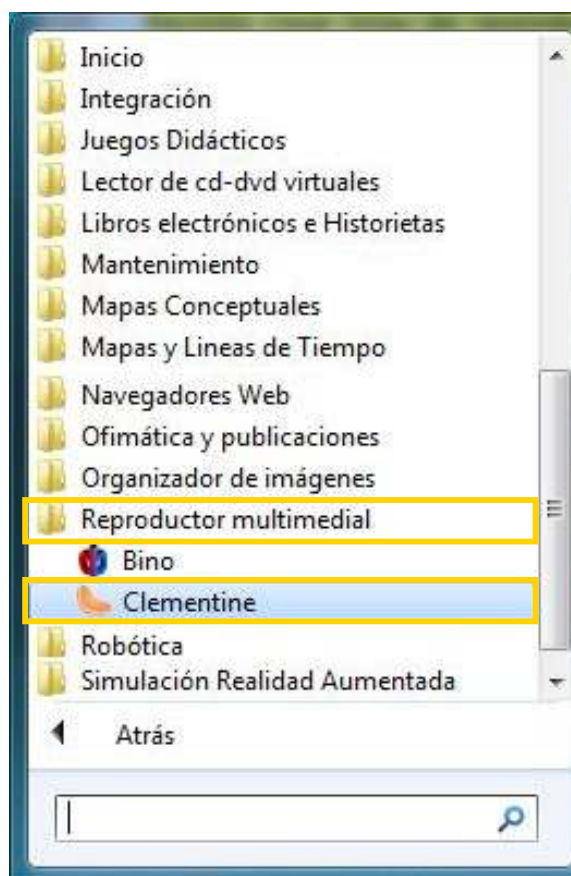 Inicio
Integración
Juegos Didácticos
Lector de cd-dvd virtuales
Libros electrónicos e Historietas
Mantenimiento
Mapas Conceptuales
Mapas y Lineas de Tiempo
Navegadores Web
Ofimática y publicaciones
Organizador de imágenes
Reproductor multimedial
Bino
Clementine
Robótica
Simulación Realidad Aumentada
Atrás